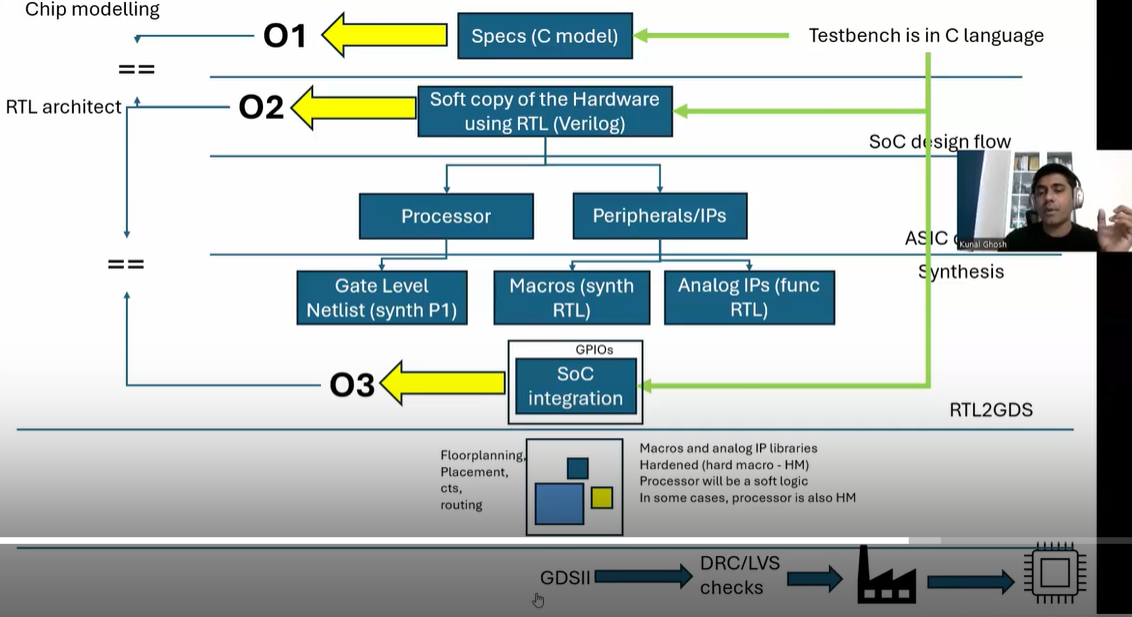 Chip modelling
O1
Specs (C model)
Testbench is in C language
==
RTL architect
O2
Soft copy of the Hardware
using RTL (Verilog)
SoC design flow
Processor
Peripherals/IPs
ASIC
Kunal Ghosh
==
Synthesis
Gate Level
Netlist (synth P1)
Macros (synth
RTL)
Analog IPs (func
RTL)
GPIOs
O3
SoC
integration
RTL2GDS
Floorplanning,
Placement,
cts,
routing
Macros and analog IP libraries
Hardened (hard macro - HM)
Processor will be a soft logic
In some cases, processor is also HM
GDSII
DRC/LVS
checks